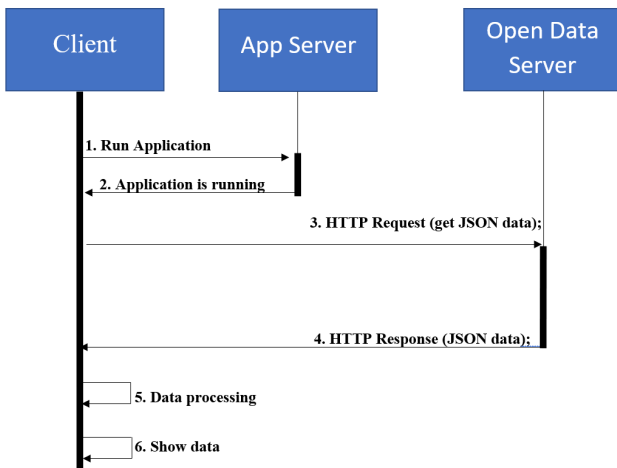 Client
App Server
Open Data
Server
1. Run Application
2. Application is running
3. HTTP Request (get JSON data);
4. HTTP Response (JSON data);
5. Data processing
6. Show data